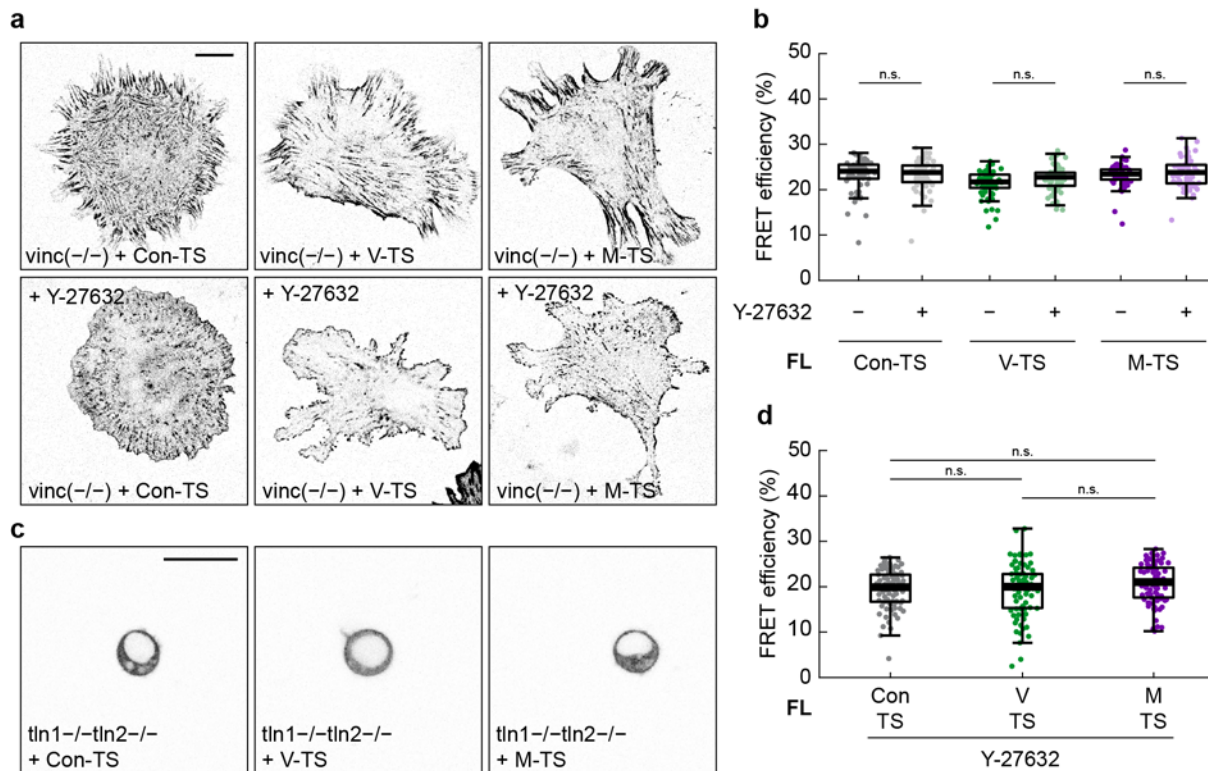 a
vinc(−/−) + Con-TS
vinc(−/−) + V-TS
vinc(−/−) + M-TS
+ Y-27632
+ Y-27632
+ Y-27632
vinc(−/−) + Con-TS
vinc(−/−) + V-TS
vinc(−/−) + M-TS
b
FRET efficiency (%)
50
40
30
20
10
0
n.s.
n.s.
n.s.
Y-27632
−
+
−
+
−
+
FL
Con-TS
V-TS
M-TS
c
tln1−/−tln2−/−
+ Con-TS
tln1−/−tln2−/−
+ V-TS
tln1−/−tln2−/−
+ M-TS
d
FRET efficiency (%)
50
40
30
20
10
0
n.s.
n.s.
n.s.
FL
Con
TS
V
TS
M
TS
Y-27632